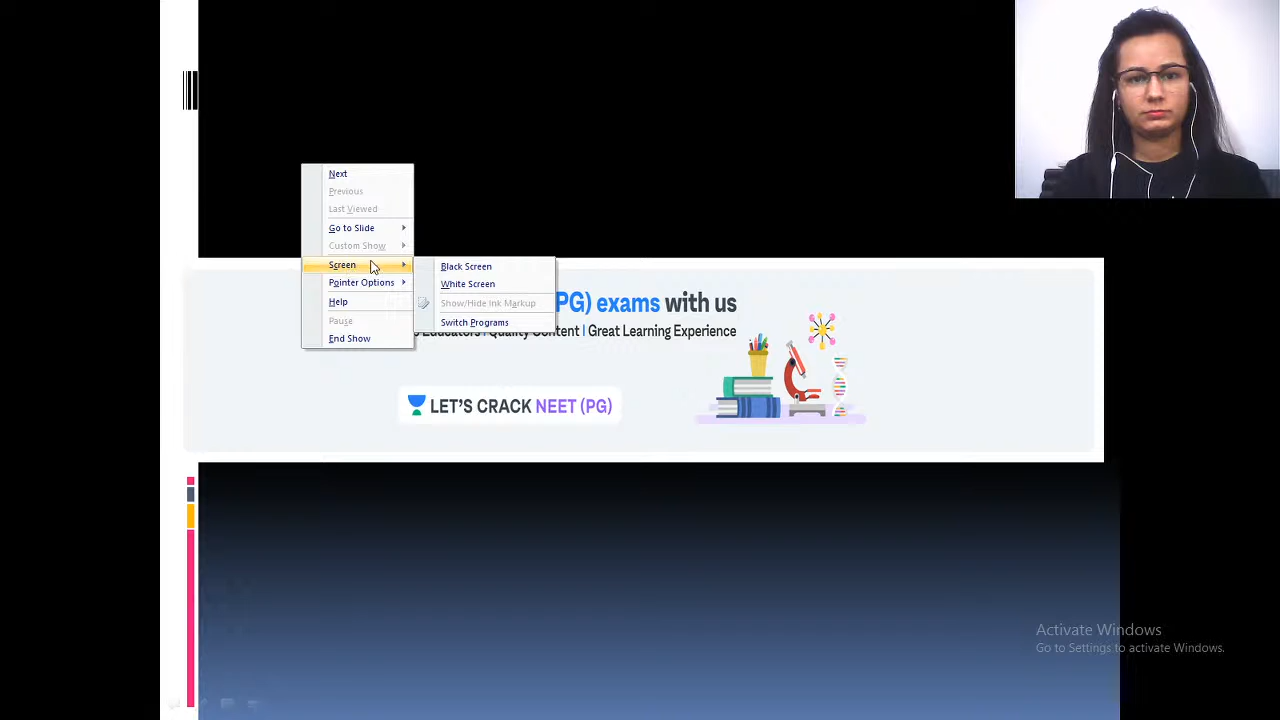 Next
Previous
Last Viewed
Go to Slide
Custom Show
Screen
Pointer Options
Help
Pause
End Show
Black Screen
White Screen
Show/Hide Ink Markup
Switch Programs
PG) exams with us
Educators | Quality Content | Great Learning Experience
LET'S CRACK NEET (PG)
Activate Windows
Go to Settings to activate Windows.